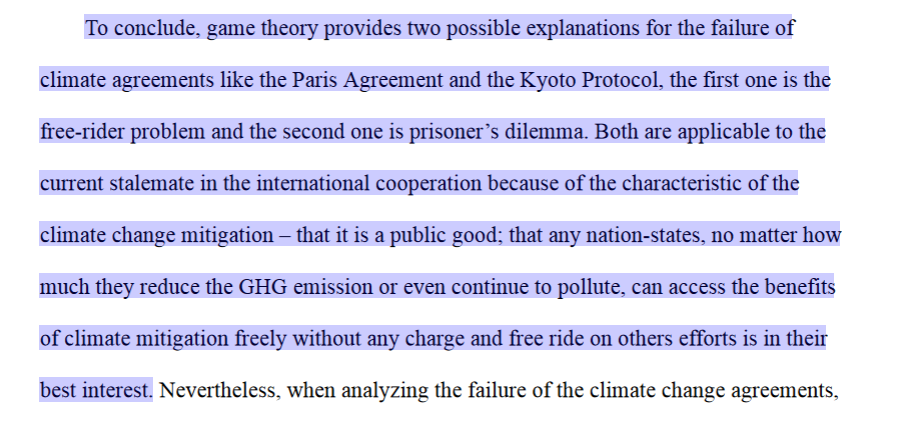 To conclude, game theory provides two possible explanations for the failure of
climate agreements like the Paris Agreement and the Kyoto Protocol, the first one is the
free-rider problem and the second one is prisoner’s dilemma. Both are applicable to the
current stalemate in the international cooperation because of the characteristic of the
climate change mitigation – that it is a public good; that any nation-states, no matter how
much they reduce the GHG emission or even continue to pollute, can access the benefits
of climate mitigation freely without any charge and free ride on others efforts is in their
best interest. Nevertheless, when analyzing the failure of the climate change agreements,